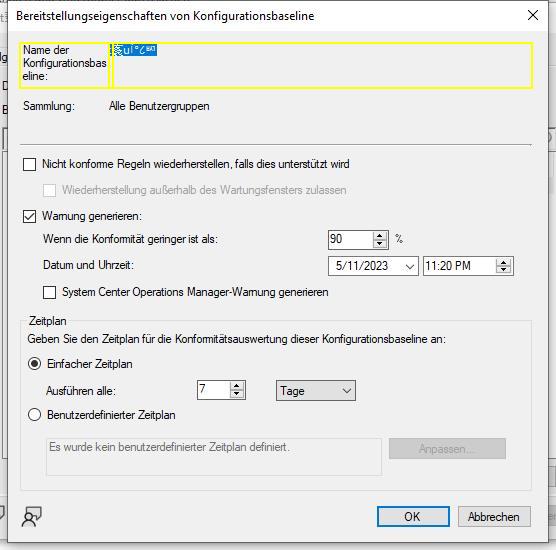 Bereitstellungseigenschaften von Konfigurationsbaseline
Name der
Konfigurationsbas
eline:
Sammlung: Alle Benutzergruppen
Nicht konforme Regeln wiederherstellen, falls dies unterstützt wird
Wiederherstellung außerhalb des Wartungsfensters zulassen
Warnung generieren:
Wenn die Konformität geringer ist als: 90 %
Datum und Uhrzeit: 5/11/2023 11:20 PM
System Center Operations Manager-Warnung generieren
Zeitplan
Geben Sie den Zeitplan für die Konformitätsauswertung dieser Konfigurationsbaseline an:
Einfacher Zeitplan
Ausführen alle: 7 Tage
Benutzerdefinierter Zeitplan
Es wurde kein benutzerdefinierter Zeitplan definiert. Anpassen...
OK Abbrechen